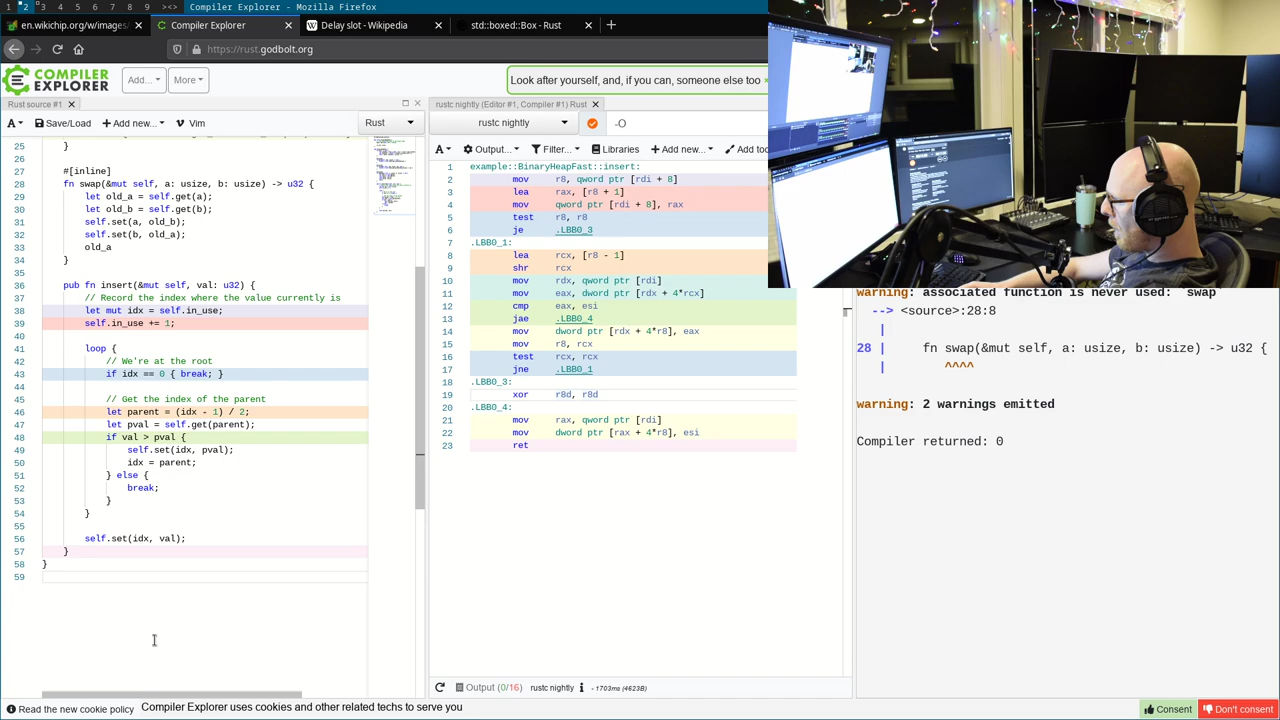 1 2 3 4 5 6 7 8 9 ><> Compiler Explorer - Mozilla Firefox
en.wikichip.org/w/images/
Compiler Explorer
Delay slot - Wikipedia
std::boxed::Box - Rust
https://rust.godbolt.org
COMPILER EXPLORER
Add...
More
Look after yourself, and, if you can, someone else too
Rust source #1
A
Save/Load
+ Add new...
Vim
Rust
25 }
26
27 #[inline]
28 fn swap(&mut self, a: usize, b: usize) -> u32 {
29 let old_a = self.get(a);
30 let old_b = self.get(b);
31 self.set(a, old_b);
32 self.set(b, old_a);
33 old_a
34 }
35
36 pub fn insert(&mut self, val: u32) {
37 // Record the index where the value currently is
38 let mut idx = self.in_use;
39 self.in_use += 1;
40
41 loop {
42 // We're at the root
43 if idx == 0 { break; }
44
45 // Get the index of the parent
46 let parent = (idx - 1) / 2;
47 let pval = self.get(parent);
48 if val > pval {
49 self.set(idx, pval);
50 idx = parent;
51 } else {
52 break;
53 }
54 }
55
56 self.set(idx, val);
57 }
58 }
59
rustc nightly (Editor #1, Compiler #1) Rust
rustc nightly
-O
A
Output...
Filter...
Libraries
+ Add new...
Add too
1 example::BinaryHeapFast::insert:
2 mov r8, qword ptr [rdi + 8]
3 lea rax, [r8 + 1]
4 mov qword ptr [rdi + 8], rax
5 test r8, r8
6 je .LBB0_3
7 .LBB0_1:
8 lea rcx, [r8 - 1]
9 shr rcx
10 mov rdx, qword ptr [rdi]
11 mov eax, dword ptr [rdx + 4*rcx]
12 cmp eax, esi
13 jae .LBB0_4
14 mov dword ptr [rdx + 4*r8], eax
15 mov r8, rcx
16 test rcx, rcx
17 jne .LBB0_1
18 .LBB0_3:
19 xor r8d, r8d
20 .LBB0_4:
21 mov rax, qword ptr [rdi]
22 mov dword ptr [rax + 4*r8], esi
23 ret
Output (0/16) rustc nightly i - 1703ms (4623B)
warning: associated function is never used: `swap`
--> <source>:28:8
|
28 | fn swap(&mut self, a: usize, b: usize) -> u32 {
| ^^^^
warning: 2 warnings emitted
Compiler returned: 0
Read the new cookie policy
Compiler Explorer uses cookies and other related techs to serve you
Consent
Don't consent